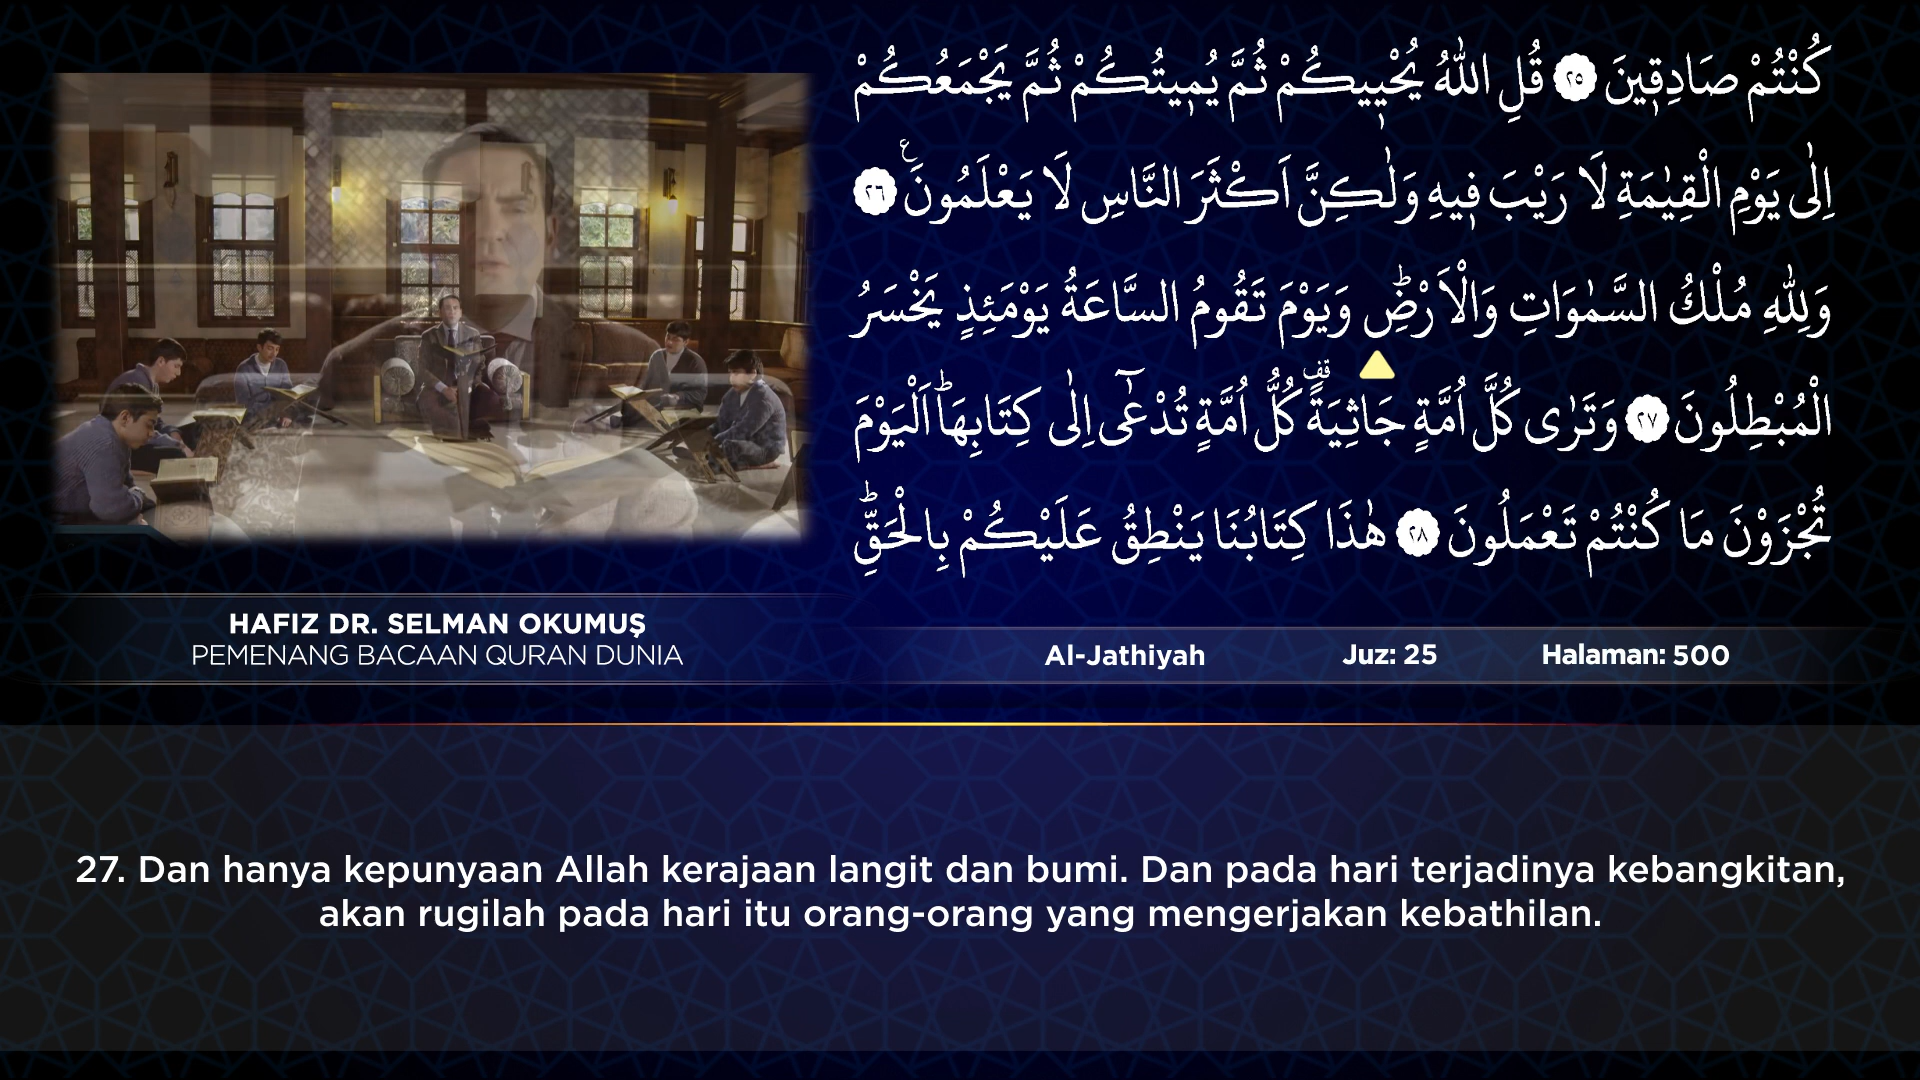 كُنْتُمْ صَادِق۪ينَ ﴿٢٥﴾ قُلِ اللّٰهُ يُحْي۪يكُمْ ثُمَّ يُم۪يتُكُمْ ثُمَّ يَجْمَعُكُمْ
اِلٰى يَوْمِ الْقِيٰمَةِ لَا رَيْبَ ف۪يهِ وَلٰكِنَّ اَكْثَرَ النَّاسِ لَا يَعْلَمُونَ۟ ﴿٢٦﴾
وَلِلّٰهِ مُلْكُ السَّمٰوَاتِ وَالْاَرْضِۜ وَيَوْمَ تَقُومُ السَّاعَةُ يَوْمَئِذٍ يَخْسَرُ
الْمُبْطِلُونَ ﴿٢٧﴾ وَتَرٰى كُلَّ اُمَّةٍ جَاثِيَةً۠ كُلُّ اُمَّةٍ تُدْعٰٓى اِلٰى كِتَابِهَاۜ اَلْيَوْمَ
تُجْزَوْنَ مَا كُنْتُمْ تَعْمَلُونَ ﴿٢٨﴾ هٰذَا كِتَابُنَا يَنْطِقُ عَلَيْكُمْ بِالْحَقِّۜ
HAFIZ DR. SELMAN OKUMUŞ
PEMENANG BACAAN QURAN DUNIA
Al-Jathiyah Juz: 25 Halaman: 500
27. Dan hanya kepunyaan Allah kerajaan langit dan bumi. Dan pada hari terjadinya kebangkitan,
akan rugilah pada hari itu orang-orang yang mengerjakan kebathilan.